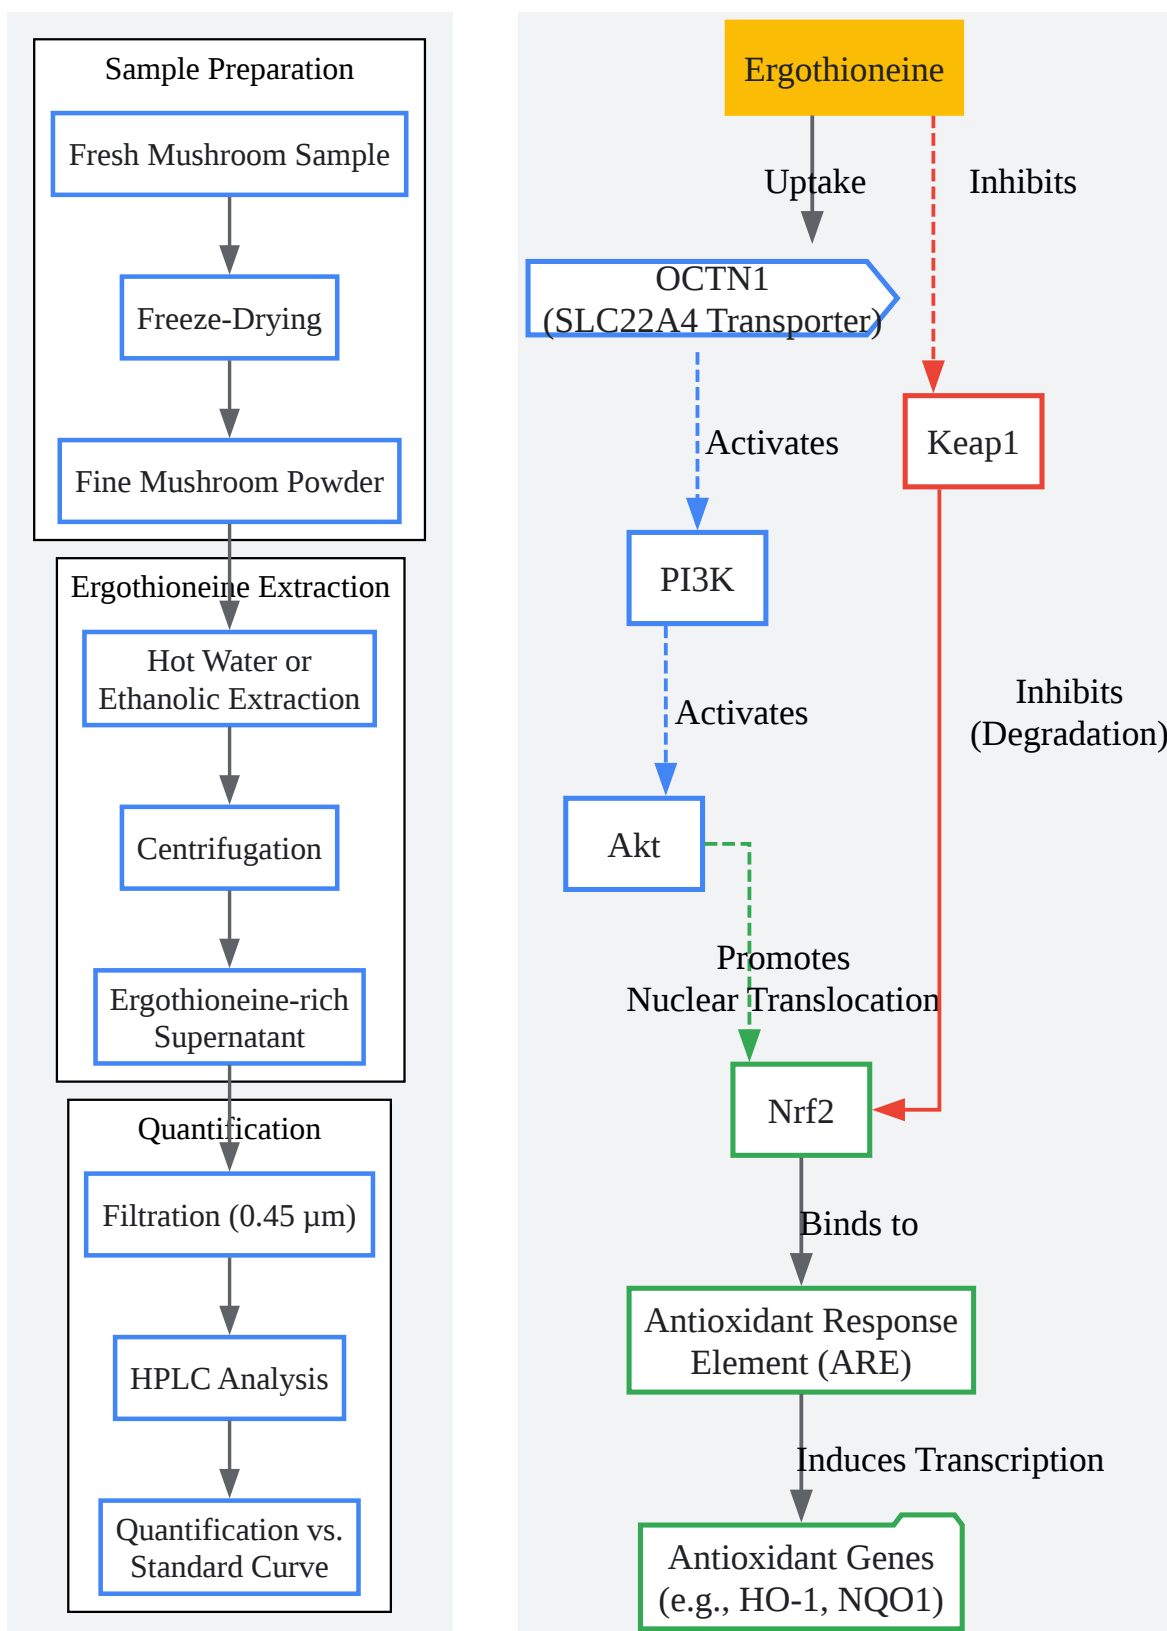 Sample Preparation
Fresh Mushroom Sample
Freeze-Drying
Fine Mushroom Powder
Ergothioneine Extraction
Hot Water or
Ethanolic Extraction
Centrifugation
Ergothioneine-rich
Supernatant
Quantification
Filtration (0.45 µm)
HPLC Analysis
Quantification vs.
Standard Curve
Ergothioneine
Uptake
Inhibits
OCTN1
(SLC22A4 Transporter)
Activates
Keap1
PI3K
Activates
Inhibits
(Degradation)
Akt
Promotes
Nuclear Translocation
Nrf2
Binds to
Antioxidant Response
Element (ARE)
Induces Transcription
Antioxidant Genes
(e.g., HO-1, NQO1)